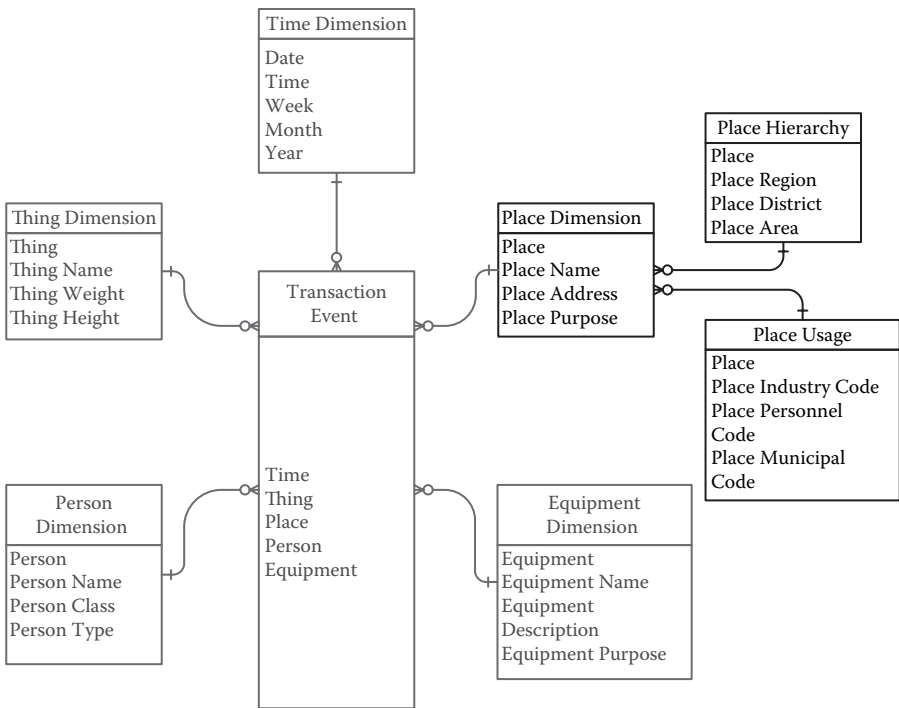 Time Dimension
Date
Time
Week
Month
Year
Place Hierarchy
Place
Place Region
Place District
Place Area
Thing Dimension
Thing
Thing Name
Thing Weight
Thing Height
Place Dimension
Place
Place Name
Place Address
Place Purpose
Transaction
Event
Time
Thing
Place
Person
Equipment
Place Usage
Place
Place Industry Code
Place Personnel
Code
Place Municipal
Code
Person
Dimension
Person
Person Name
Person Class
Person Type
Equipment
Dimension
Equipment
Equipment Name
Equipment
Description
Equipment Purpose